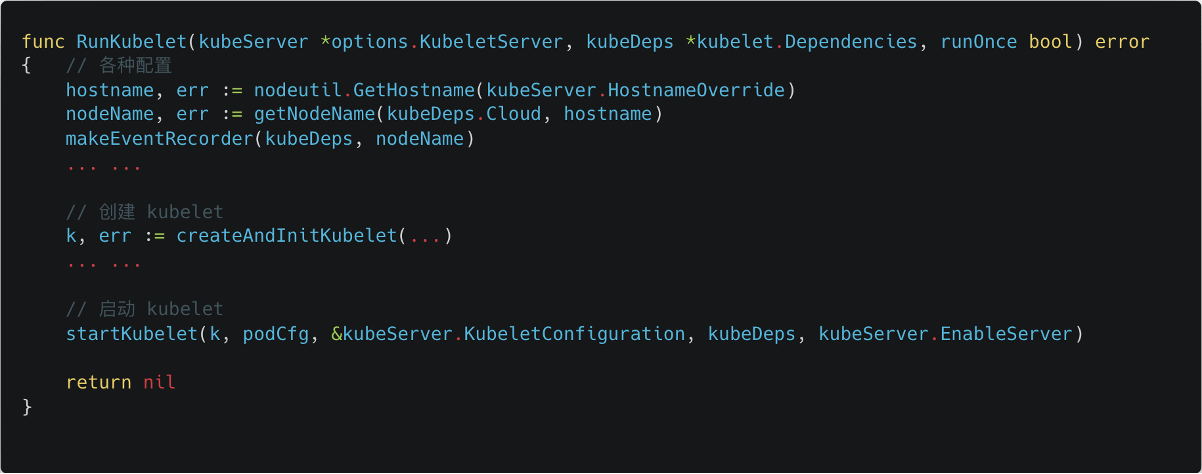 func RunKubelet(kubeServer *options.KubeletServer, kubeDeps *kubelet.Dependencies, runOnce bool) error
{   // 各种配置
    hostname, err := nodeutil.GetHostname(kubeServer.HostnameOverride)
    nodeName, err := getNodeName(kubeDeps.Cloud, hostname)
    makeEventRecorder(kubeDeps, nodeName)
    ... ...
    // 创建 kubelet
    k, err := createAndInitKubelet(...)
    ... ...
    // 启动 kubelet
    startKubelet(k, podCfg, &kubeServer.KubeletConfiguration, kubeDeps, kubeServer.EnableServer)
    return nil
}